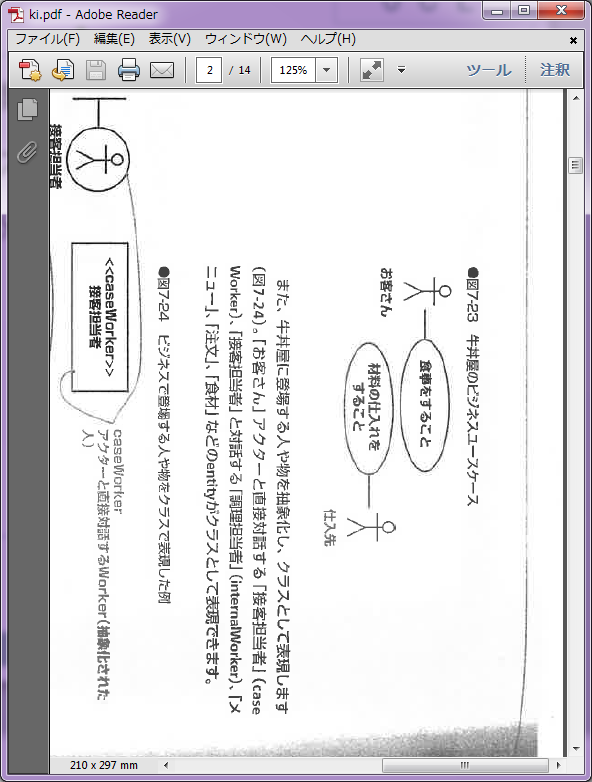 ki.pdf - Adobe Reader
ファイル(F) 編集(E) 表示(V) ウィンドウ(W) ヘルプ(H)
2 / 14 125% ツール 注釈
●図7-23 牛丼屋のビジネスユースケース
お客さん
食事をすること
材料の仕入れを
すること
仕入先
また、牛丼屋に登場する人や物を抽象化し、クラスとして表現します
(図7-24)。「お客さん」アクターと直接対話する「接客担当者」(case
Worker)、「接客担当者」と対話する「調理担当者」(internalWorker)、「メ
ニュー」、「注文」、「食材」などのentityがクラスとして表現できます。
●図7-24 ビジネスで登場する人や物をクラスで表現した例
接客担当者
<<caseWorker>>
接客担当者
caseWorker
アクターと直接対話するWorker(抽象化された
人)
210 x 297 mm